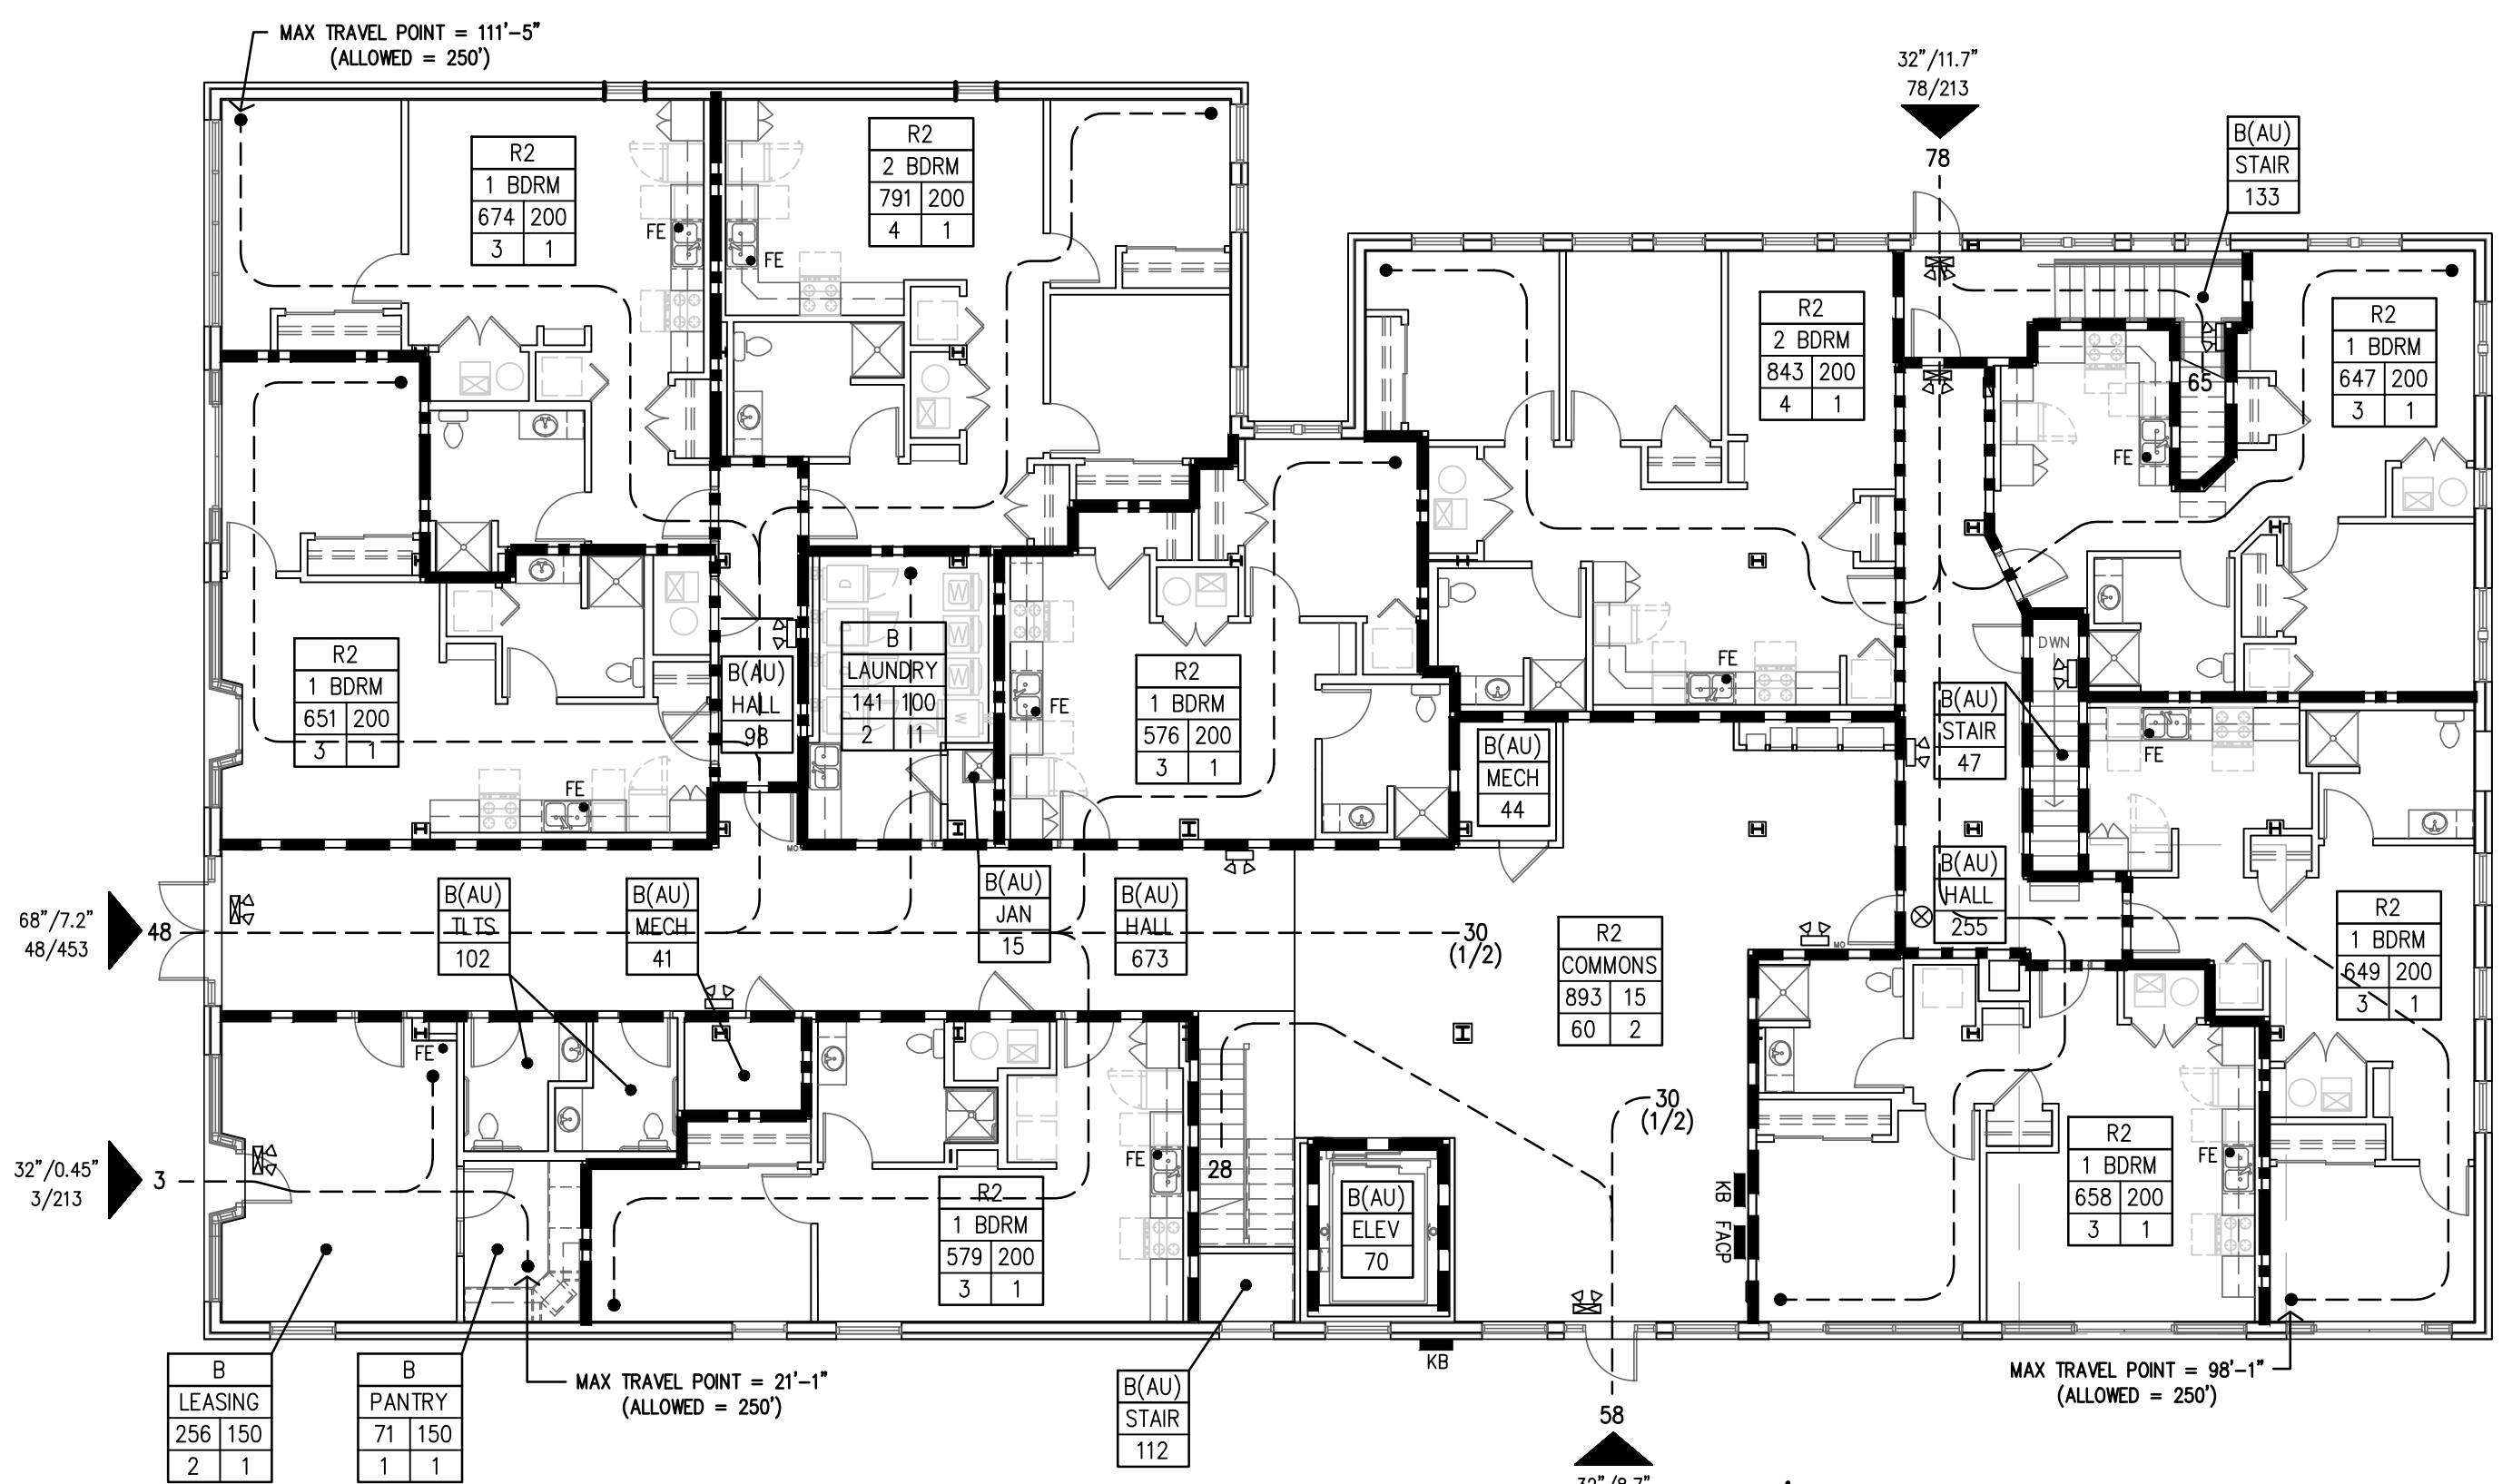 MAX TRAVEL POINT = 111'-5"
(ALLOWED = 250')
32"/11.7"
78/213
78
B(AU)
STAIR
133
R2
1 BDRM
674 200
3 1
FE
R2
2 BDRM
791 200
4 1
FE
R2
2 BDRM
843 200
4 1
FE
R2
1 BDRM
647 200
3 1
FE
65
R2
1 BDRM
651 200
3 1
FE
B(AU)
HALL
98
B
LAUNDRY
141 100
2 1
D
W
W
W
W
R2
1 BDRM
576 200
3 1
FE
B(AU)
MECH
44
DWN
B(AU)
STAIR
47
FE
MO
68"/7.2"
48/453
48
B(AU)
TLTS
102
B(AU)
MECH
41
B(AU)
JAN
15
B(AU)
HALL
673
30
(1/2)
R2
COMMONS
893 15
60 2
MO
B(AU)
HALL
255
R2
1 BDRM
649 200
3 1
30
(1/2)
32"/0.45"
3/213
3
FE
FE
28
R2
1 BDRM
579 200
3 1
B(AU)
ELEV
70
KB
FACP
R2
1 BDRM
658 200
3 1
FE
B
LEASING
256 150
2 1
B
PANTRY
71 150
1 1
MAX TRAVEL POINT = 21'-1"
(ALLOWED = 250')
B(AU)
STAIR
112
KB
58
32"/8.7"
MAX TRAVEL POINT = 98'-1"
(ALLOWED = 250')